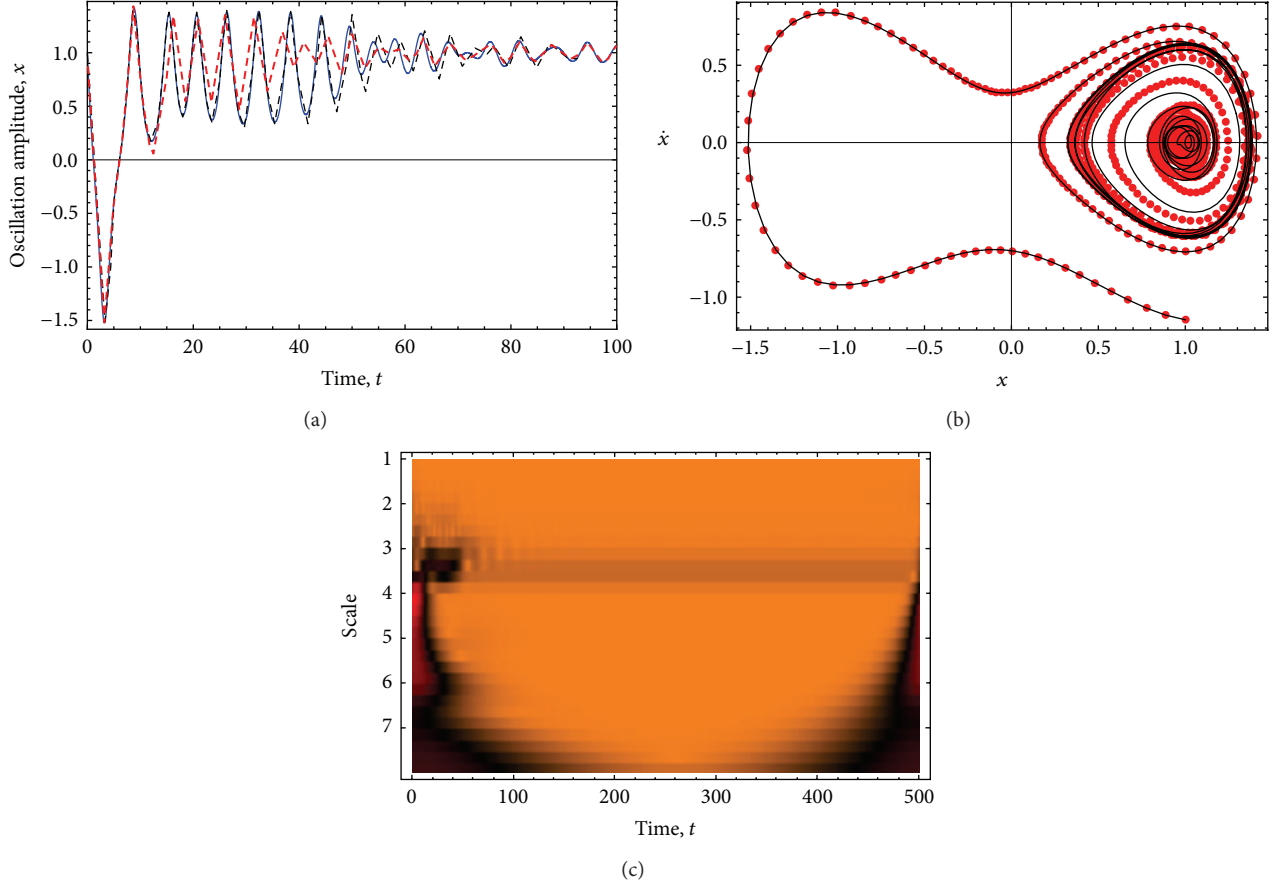 Oscillation amplitude, x
1.0
0.5
0.0
−0.5
−1.0
−1.5
0 20 40 60 80 100
Time, t
(a)
ẋ
0.5
0.0
−0.5
−1.0
−1.5 −1.0 −0.5 0.0 0.5 1.0
x
(b)
Scale
1
2
3
4
5
6
7
0 100 200 300 400 500
Time, t
(c)